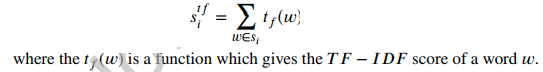 s_i^{tf} = ∑_{w∈s_i} t_f(w)
where the t_f(w) is a function which gives the TF − IDF score of a word w.